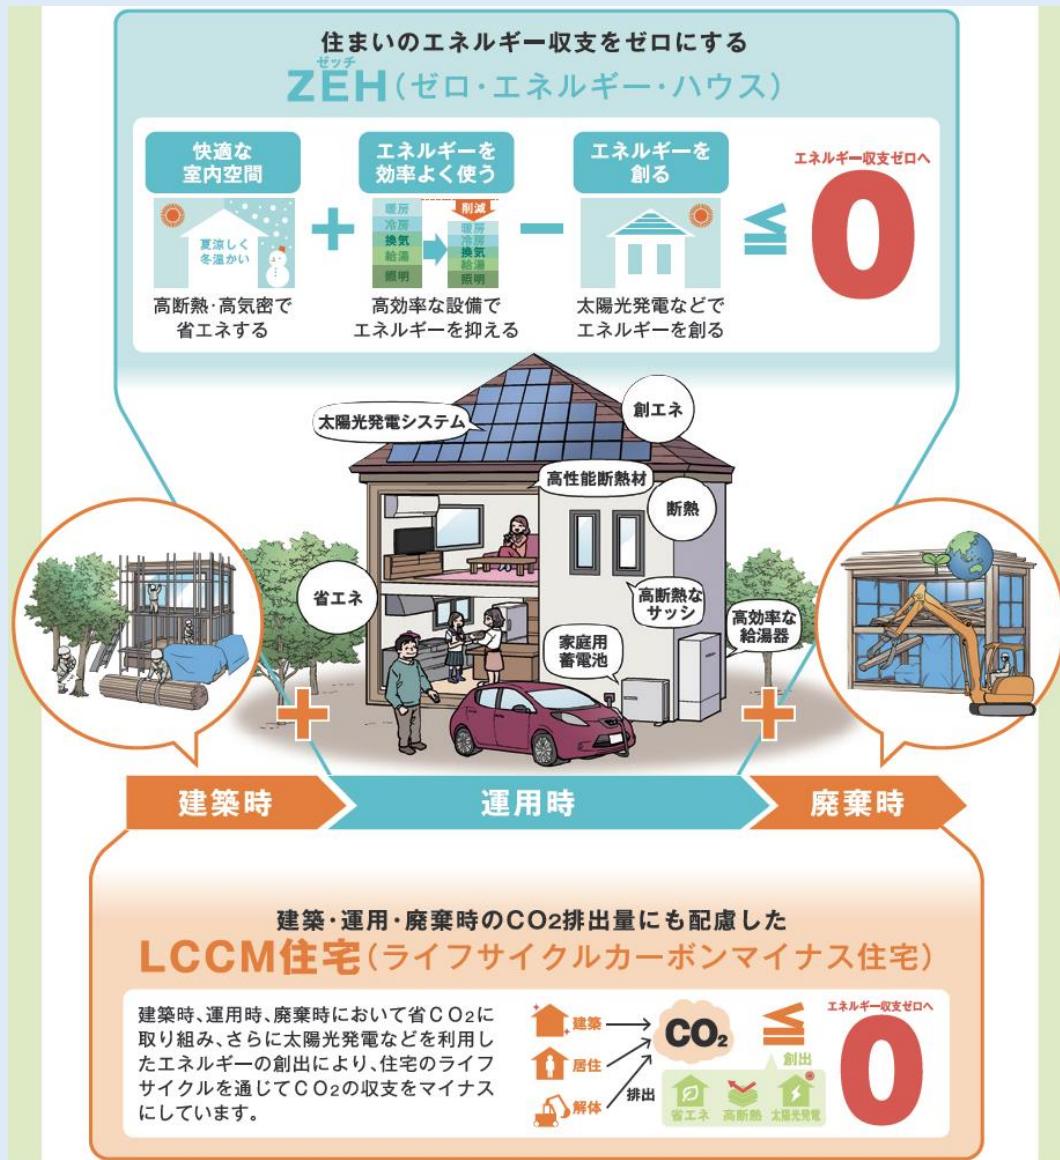 住まいのエネルギー収支をゼロにする
ゼッチ
ZEH(ゼロ・エネルギー・ハウス)
快適な
室内空間
夏涼しく
冬温かい
高断熱・高気密で
省エネする
+
エネルギーを
効率よく使う
暖房
冷房
換気
給湯
照明
削減
暖房
冷房
換気
給湯
照明
高効率な設備で
エネルギーを抑える
−
エネルギーを
創る
太陽光発電などで
エネルギーを創る
≦
エネルギー収支ゼロへ
0
太陽光発電システム
創エネ
高性能断熱材
断熱
省エネ
高断熱な
サッシ
高効率な
給湯器
家庭用
蓄電池
+
+
建築時
運用時
廃棄時
建築・運用・廃棄時のCO2排出量にも配慮した
LCCM住宅(ライフサイクルカーボンマイナス住宅)
建築時、運用時、廃棄時において省CO2に
取り組み、さらに太陽光発電などを利用し
たエネルギーの創出により、住宅のライフ
サイクルを通じてCO2の収支をマイナス
にしています。
建築
居住
解体
排出
CO2
≦
創出
省エネ
高断熱
太陽光発電
エネルギー収支ゼロへ
0